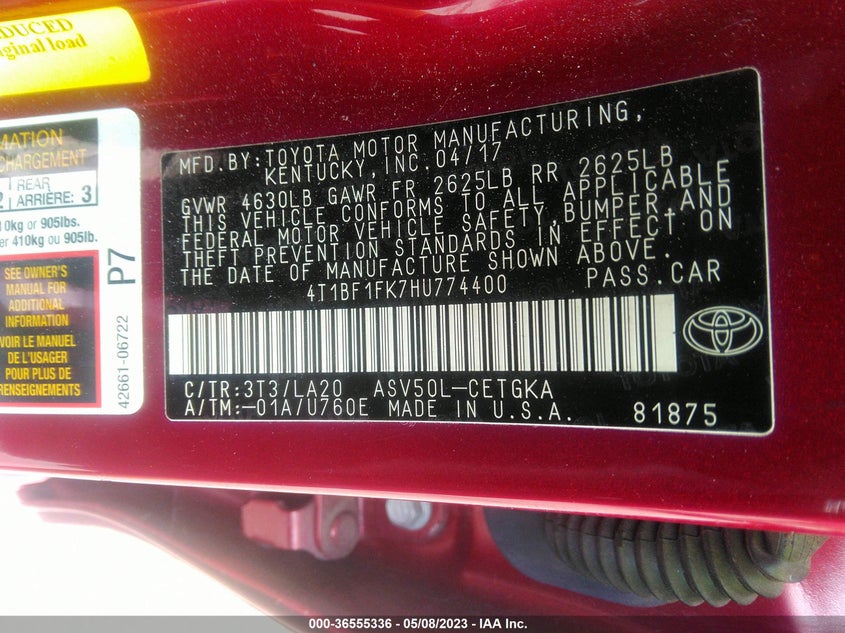 DUCED
ginal load
MATION
CHARGEMENT
2 REAR ARRIÈRE: 3
0kg or 905lbs.
er 410kg ou 905lb.
SEE OWNER'S
MANUAL FOR
ADDITIONAL
INFORMATION
VOIR LE MANUEL
DE L'USAGER
POUR PLUS DE
RENSEIGNEMENTS
P7
42661-06722
MFD.BY:TOYOTA MOTOR MANUFACTURING,
KENTUCKY,INC.04/17
GVWR 4630LB GAWR FR 2625LB RR 2625LB
THIS VEHICLE CONFORMS TO ALL APPLICABLE
FEDERAL MOTOR VEHICLE SAFETY,BUMPER,AND
THEFT PREVENTION STANDARDS IN EFFECT ON
THE DATE OF MANUFACTURE SHOWN ABOVE.
4T1BF1FK7HU774400 PASS.CAR
C/TR:3T3/LA20 ASV50L-CETGKA
A/TM:-01A/U760E MADE IN U.S.A. 81875
000-36555336 - 05/08/2023 - IAA Inc.